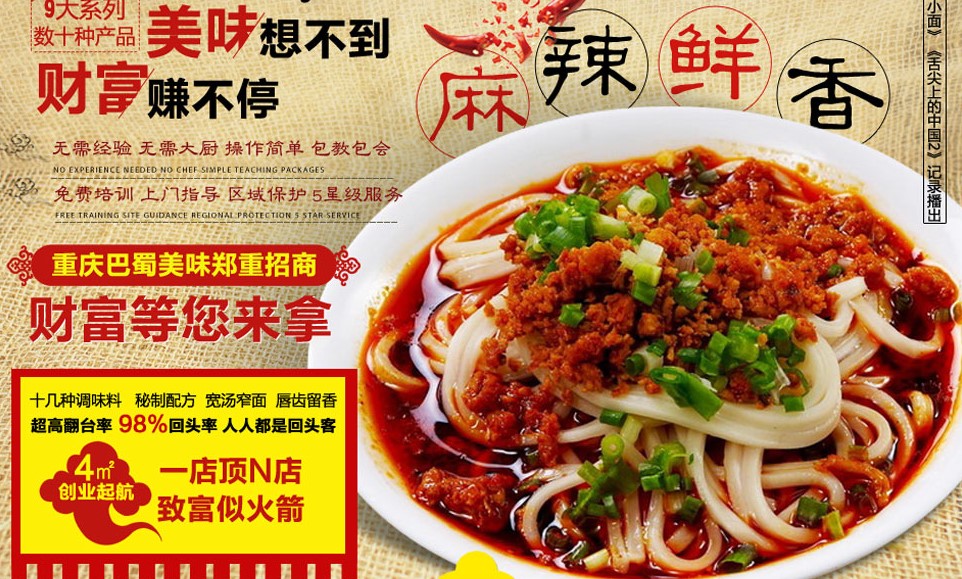 9大系列
数十种产品
美味想不到
财富赚不停
麻辣鲜香
小面》《舌尖上的中国2》记录播出
无需经验 无需大厨 操作简单 包教包会
NO EXPERIENCE NEEDED NO CHEF-SIMPLE TEACHING PACKAGES
免费培训 上门指导 区域保护 5星级服务
FREE TRAINING SITE GUIDANCE REGIONAL PROTECTION 5 STAR-SERVICE
重庆巴蜀美味郑重招商
财富等您来拿
十几种调味料 秘制配方 宽汤窄面 唇齿留香
超高翻台率 98%回头率 人人都是回头客
4㎡
创业起航
一店顶N店
致富似火箭